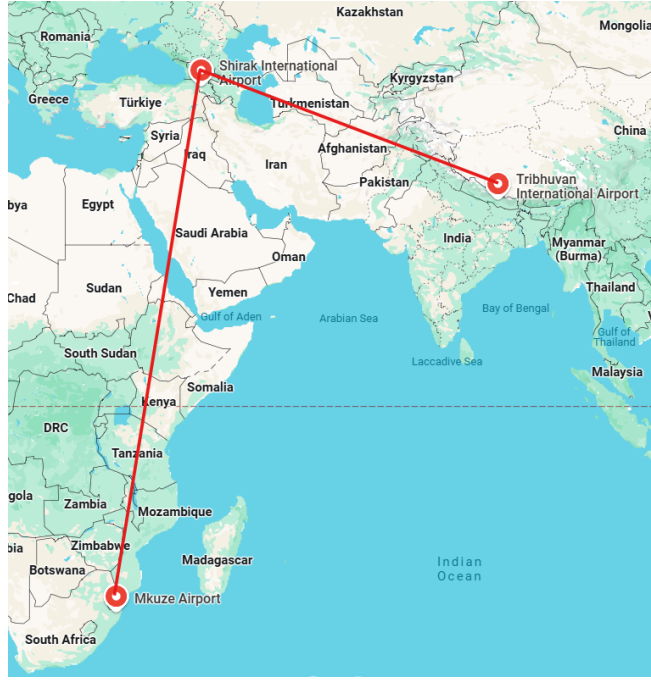 Kazakhstan
Romania
Mongolia
Shirak International
Airport
Kyrgyzstan
Greece
Türkiye
Turkmenistan
Syria
China
Iraq
Iran
Afghanistan
Pakistan
Tribhuvan
International Airport
bya
Egypt
Saudi Arabia
India
Myanmar
(Burma)
Oman
Chad
Sudan
Yemen
Thailand
Gulf of Aden
Arabian Sea
Bay of Bengal
Gulf of
Thailand
South Sudan
Laccadive Sea
Malaysia
Somalia
Kenya
DRC
Tanzania
gola
Zambia
Mozambique
Zimbabwe
bia
Botswana
Madagascar
Indian
Ocean
Mkuze Airport
South Africa